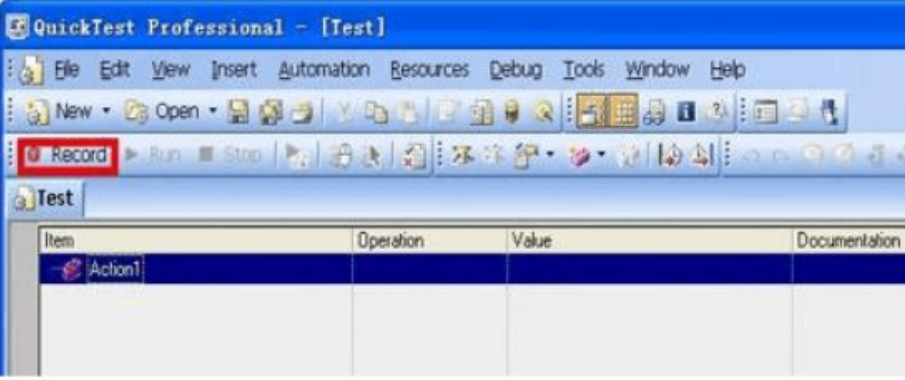 QuickTest Professional - [Test]
File Edit View Insert Automation Resources Debug Tools Window Help
New Open
Record Run Stop
Test
Item Operation Value Documentation
Action1